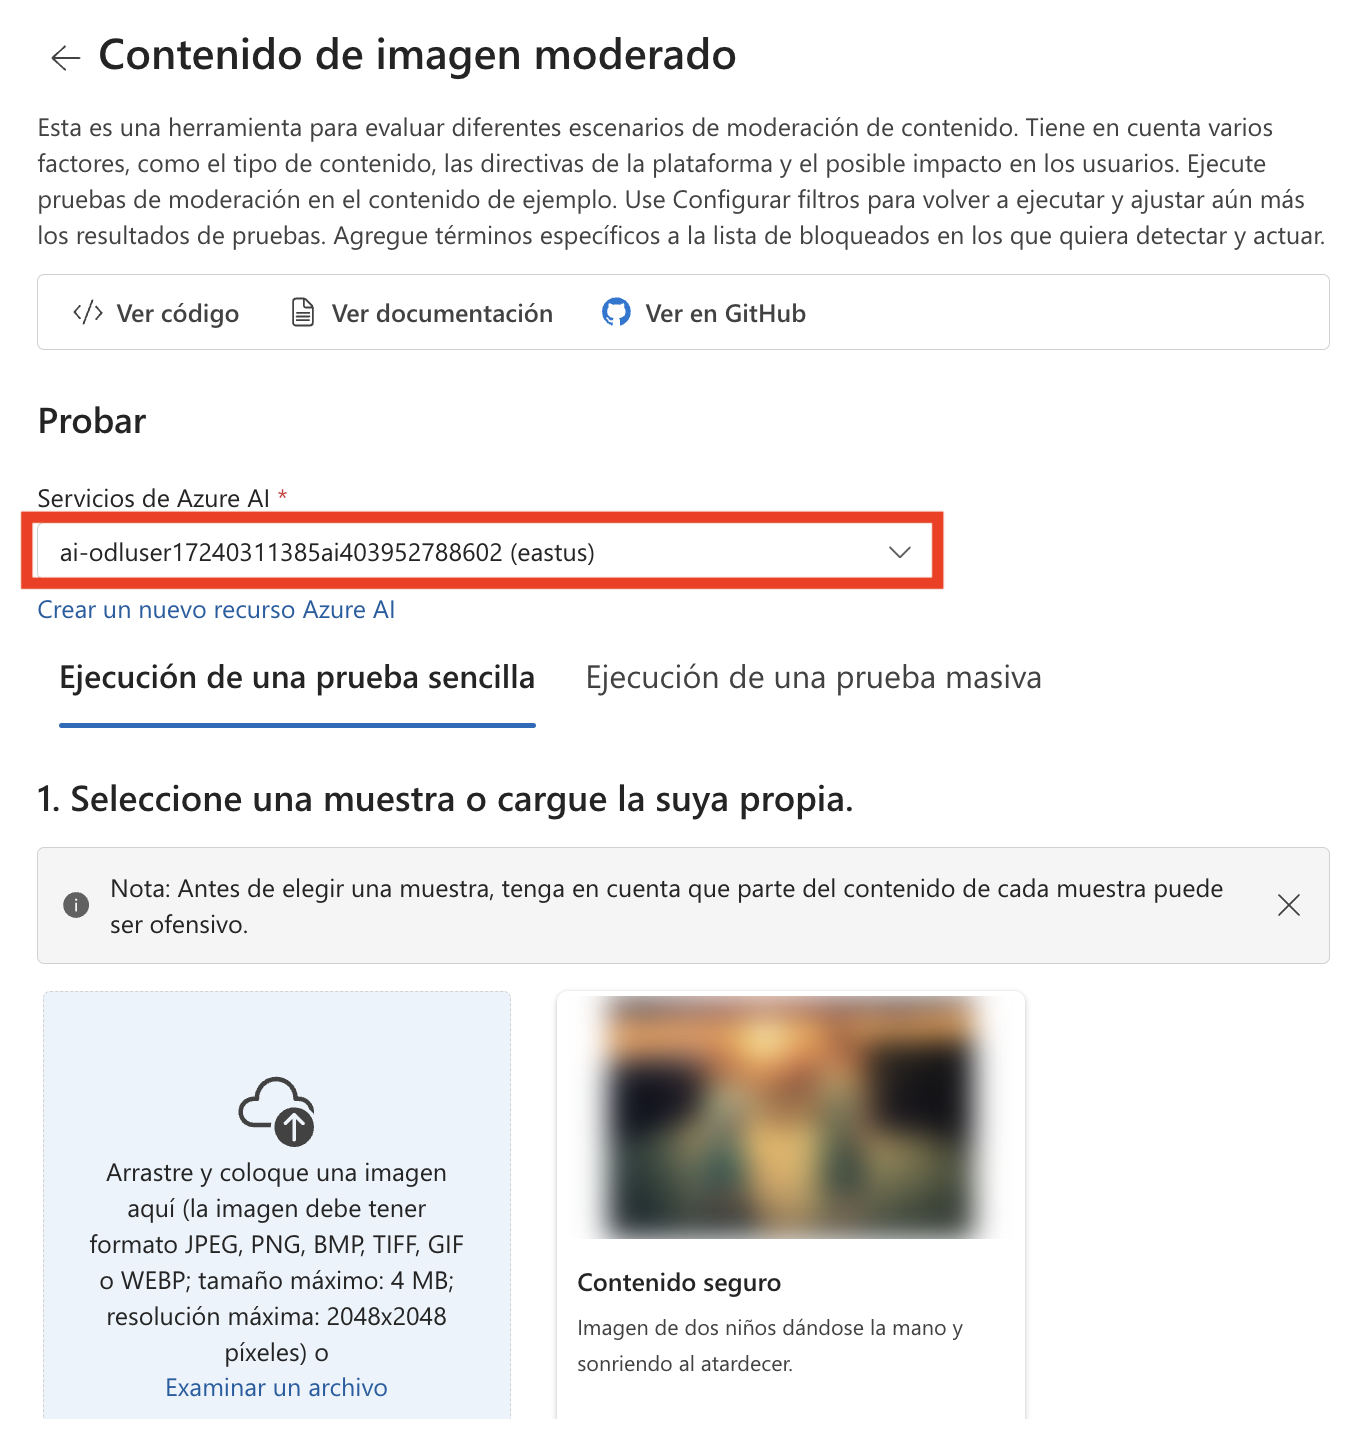 Contenido de imagen moderado
Esta es una herramienta para evaluar diferentes escenarios de moderación de contenido. Tiene en cuenta varios
factores, como el tipo de contenido, las directivas de la plataforma y el posible impacto en los usuarios. Ejecute
pruebas de moderación en el contenido de ejemplo. Use Configurar filtros para volver a ejecutar y ajustar aún más
los resultados de pruebas. Agregue términos específicos a la lista de bloqueados en los que quiera detectar y actuar.
</> Ver código Ver documentación Ver en GitHub
Probar
Servicios de Azure AI *
ai-odluser17240311385ai403952788602 (eastus)
Crear un nuevo recurso Azure AI
Ejecución de una prueba sencilla Ejecución de una prueba masiva
1. Seleccione una muestra o cargue la suya propia.
Nota: Antes de elegir una muestra, tenga en cuenta que parte del contenido de cada muestra puede
ser ofensivo.
Arrastre y coloque una imagen
aquí (la imagen debe tener
formato JPEG, PNG, BMP, TIFF, GIF
o WEBP; tamaño máximo: 4 MB;
resolución máxima: 2048x2048
píxeles) o
Examinar un archivo
Contenido seguro
Imagen de dos niños dándose la mano y
sonriendo al atardecer.